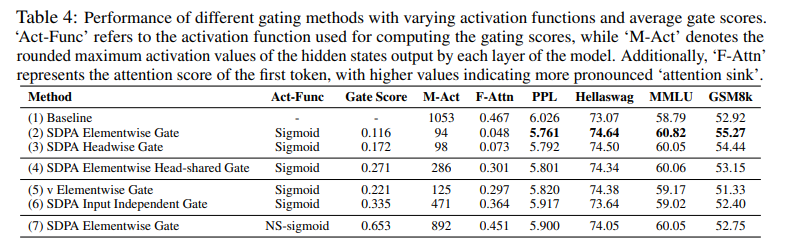 Table 4: Performance of different gating methods with varying activation functions and average gate scores.
‘Act-Func’ refers to the activation function used for computing the gating scores, while ‘M-Act’ denotes the
rounded maximum activation values of the hidden states output by each layer of the model. Additionally, ‘F-Attn’
represents the attention score of the first token, with higher values indicating more pronounced ‘attention sink’.
Method Act-Func Gate Score M-Act F-Attn PPL Hellaswag MMLU GSM8k
(1) Baseline - - 1053 0.467 6.026 73.07 58.79 52.92
(2) SDPA Elementwise Gate Sigmoid 0.116 94 0.048 5.761 74.64 60.82 55.27
(3) SDPA Headwise Gate Sigmoid 0.172 98 0.073 5.792 74.50 60.05 54.44
(4) SDPA Elementwise Head-shared Gate Sigmoid 0.271 286 0.301 5.801 74.34 60.06 53.15
(5) v Elementwise Gate Sigmoid 0.221 125 0.297 5.820 74.38 59.17 51.33
(6) SDPA Input Independent Gate Sigmoid 0.335 471 0.364 5.917 73.64 59.02 52.40
(7) SDPA Elementwise Gate NS-sigmoid 0.653 892 0.451 5.900 74.05 60.05 52.75